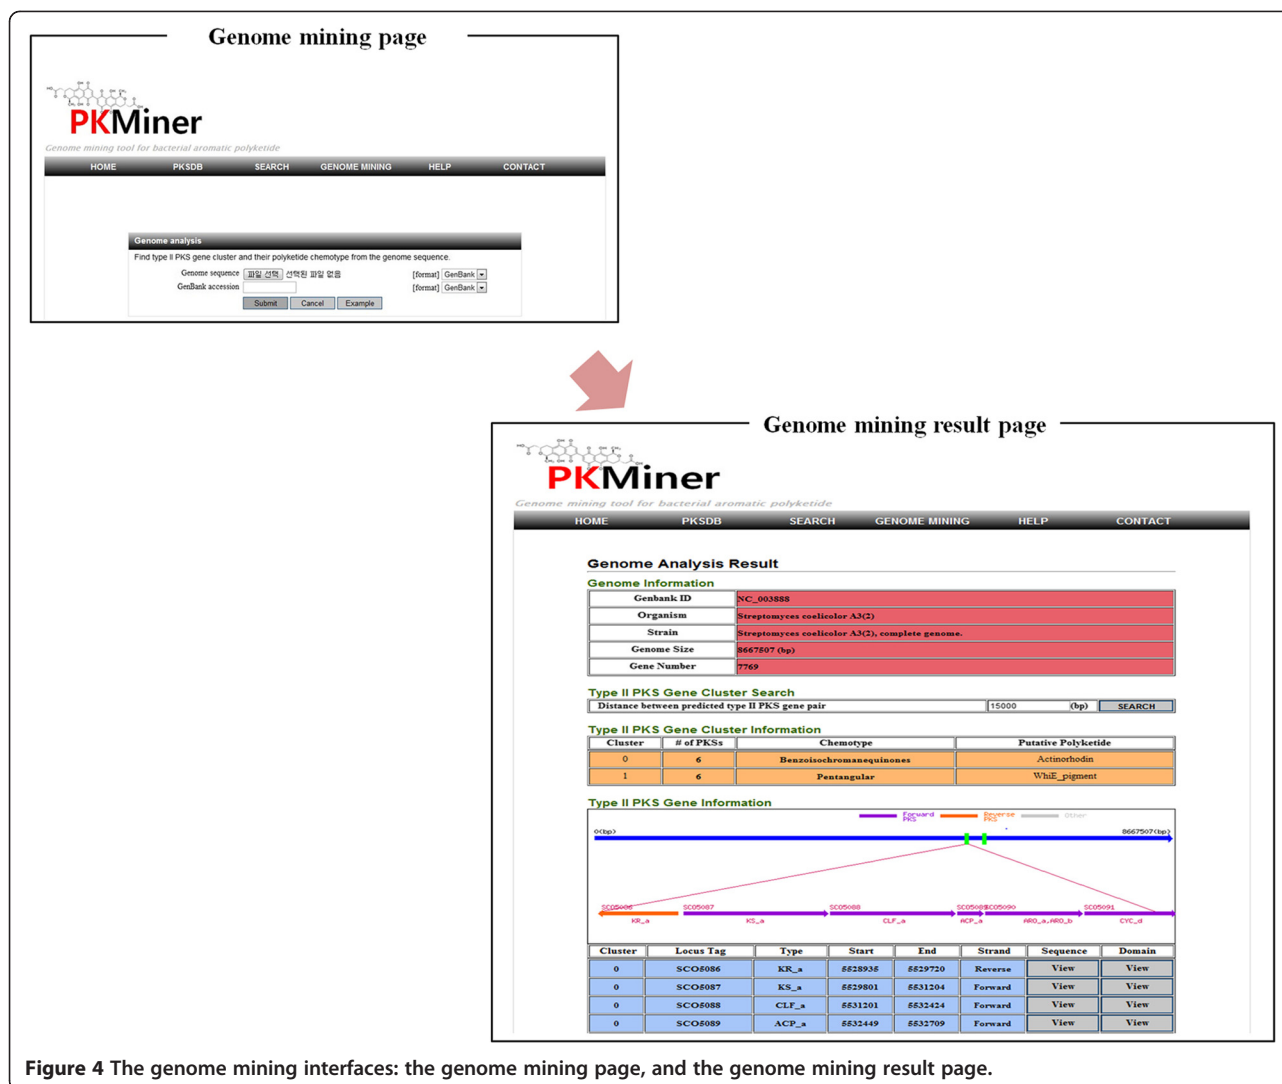 Genome mining page
PKMiner
Genome mining tool for bacterial aromatic polyketide
HOME PKSDB SEARCH GENOME MINING HELP CONTACT
Genome analysis
Find type II PKS gene cluster and their polyketide chemotype from the genome sequence.
Genome sequence 파일 선택 선택된 파일 없음 [format] GenBank
GenBank accession [format] GenBank
Submit Cancel Example
Genome mining result page
PKMiner
Genome mining tool for bacterial aromatic polyketide
HOME PKSDB SEARCH GENOME MINING HELP CONTACT
Genome Analysis Result
Genome Information
Genbank ID NC_003888
Organism Streptomyces coelicolor A3(2)
Strain Streptomyces coelicolor A3(2), complete genome.
Genome Size 8667507 (bp)
Gene Number 7769
Type II PKS Gene Cluster Search
Distance between predicted type II PKS gene pair 15000 (bp) SEARCH
Type II PKS Gene Cluster Information
Cluster # of PKSs Chemotype Putative Polyketide
0 6 Benzoisochromanequinones Actinorhodin
1 6 Pentangular WhiE_pigment
Type II PKS Gene Information
Forward PKS Reverse PKS Other
0(bp) 8667507(bp)
SCO5086 SCO5087 SCO5088 SCO5089 SCO5090 SCO5091
KR_a KS_a CLF_a ACP_a ARO_a,ARO_b CYC_d
Cluster Locus Tag Type Start End Strand Sequence Domain
0 SCO5086 KR_a 5528935 5529720 Reverse View View
0 SCO5087 KS_a 5529801 5531204 Forward View View
0 SCO5088 CLF_a 5531201 5532424 Forward View View
0 SCO5089 ACP_a 5532449 5532709 Forward View View
Figure 4 The genome mining interfaces: the genome mining page, and the genome mining result page.